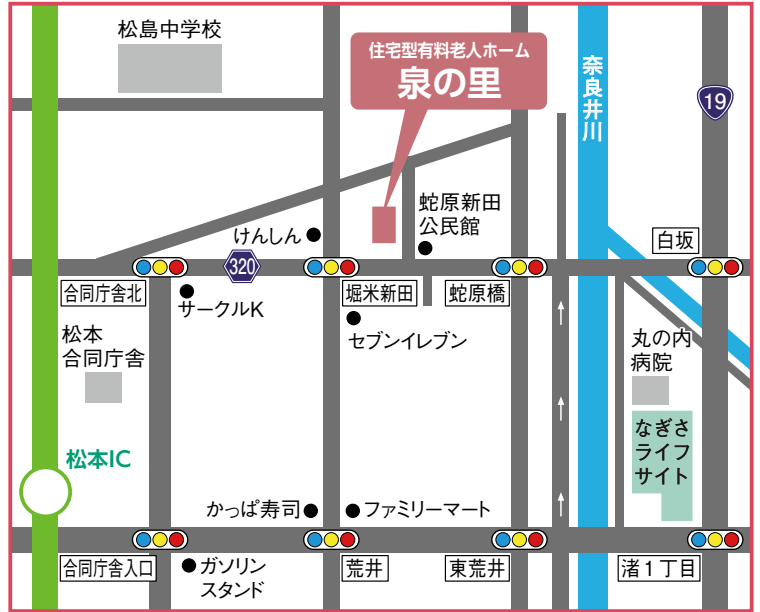 松島中学校
住宅型有料老人ホーム
泉の里
奈良井川
19
蛇原新田
公民館
けんしん
白坂
320
合同庁舎北
堀米新田
蛇原橋
サークルK
セブンイレブン
松本
合同庁舎
丸の内
病院
なぎさ
ライフ
サイト
松本IC
かっぱ寿司
ファミリーマート
合同庁舎入口
ガソリン
スタンド
荒井
東荒井
渚1丁目